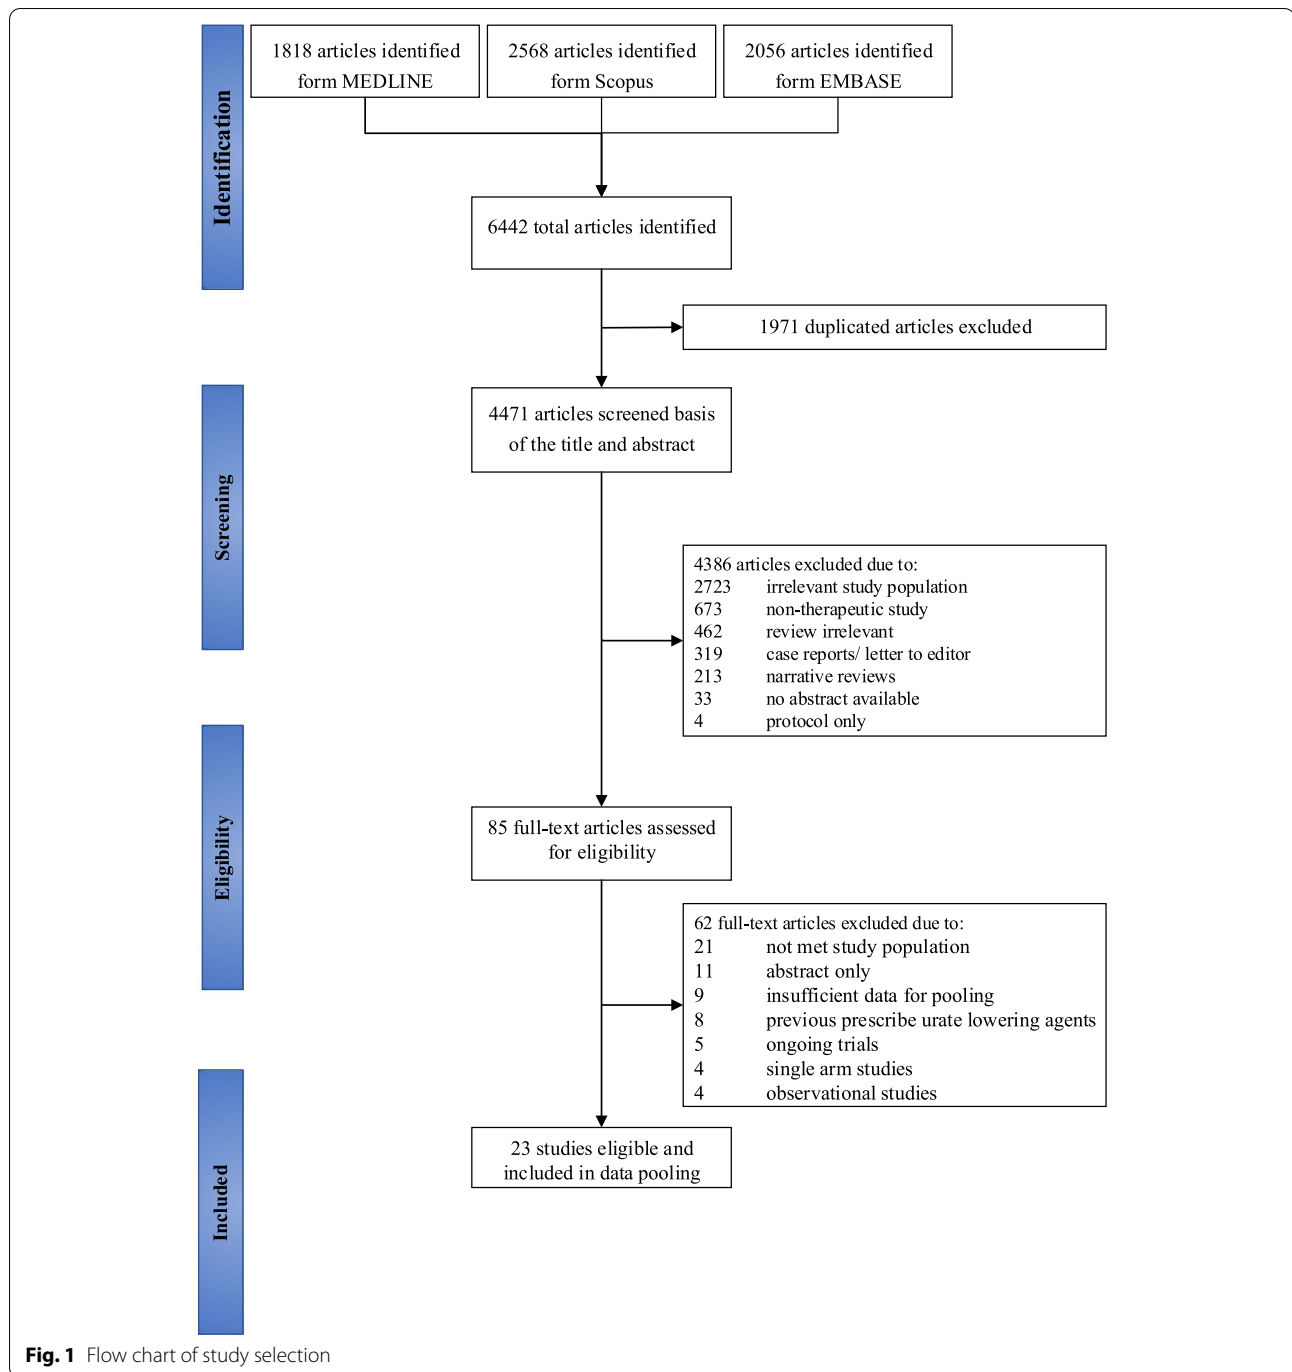 Identification
1818 articles identified
form MEDLINE
2568 articles identified
form Scopus
2056 articles identified
form EMBASE
6442 total articles identified
1971 duplicated articles excluded
Screening
4471 articles screened basis
of the title and abstract
4386 articles excluded due to:
2723 irrelevant study population
673 non-therapeutic study
462 review irrelevant
319 case reports/ letter to editor
213 narrative reviews
33 no abstract available
4 protocol only
Eligibility
85 full-text articles assessed
for eligibility
62 full-text articles excluded due to:
21 not met study population
11 abstract only
9 insufficient data for pooling
8 previous prescribe urate lowering agents
5 ongoing trials
4 single arm studies
4 observational studies
Included
23 studies eligible and
included in data pooling
Fig. 1 Flow chart of study selection